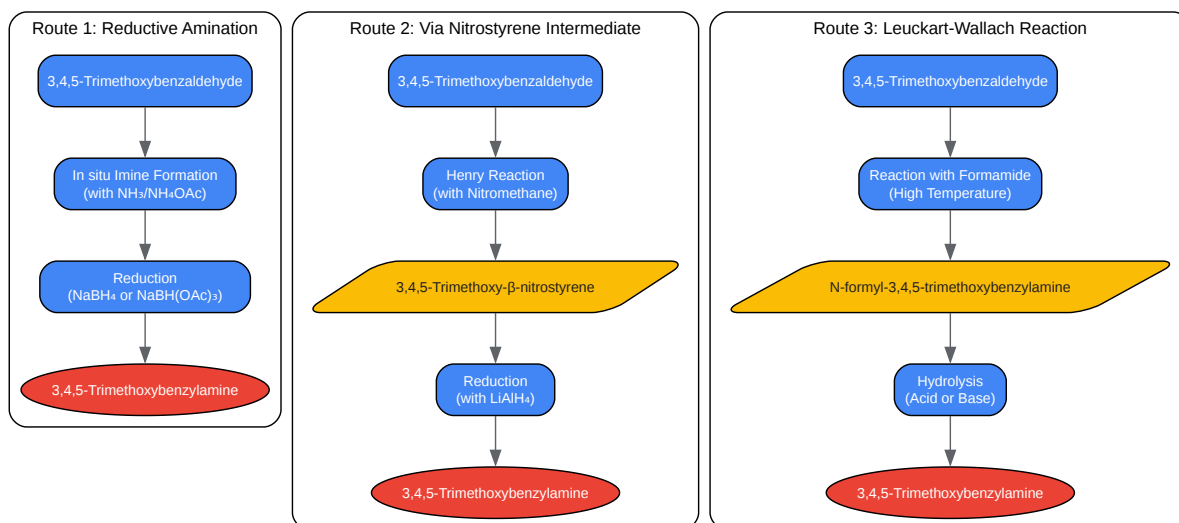 Route 1: Reductive Amination
3,4,5-Trimethoxybenzaldehyde
In situ Imine Formation
(with NH₃/NH₄OAc)
Reduction
(NaBH₄ or NaBH(OAc)₃)
3,4,5-Trimethoxybenzylamine
Route 2: Via Nitrostyrene Intermediate
3,4,5-Trimethoxybenzaldehyde
Henry Reaction
(with Nitromethane)
3,4,5-Trimethoxy-β-nitrostyrene
Reduction
(with LiAlH₄)
3,4,5-Trimethoxybenzylamine
Route 3: Leuckart-Wallach Reaction
3,4,5-Trimethoxybenzaldehyde
Reaction with Formamide
(High Temperature)
N-formyl-3,4,5-trimethoxybenzylamine
Hydrolysis
(Acid or Base)
3,4,5-Trimethoxybenzylamine